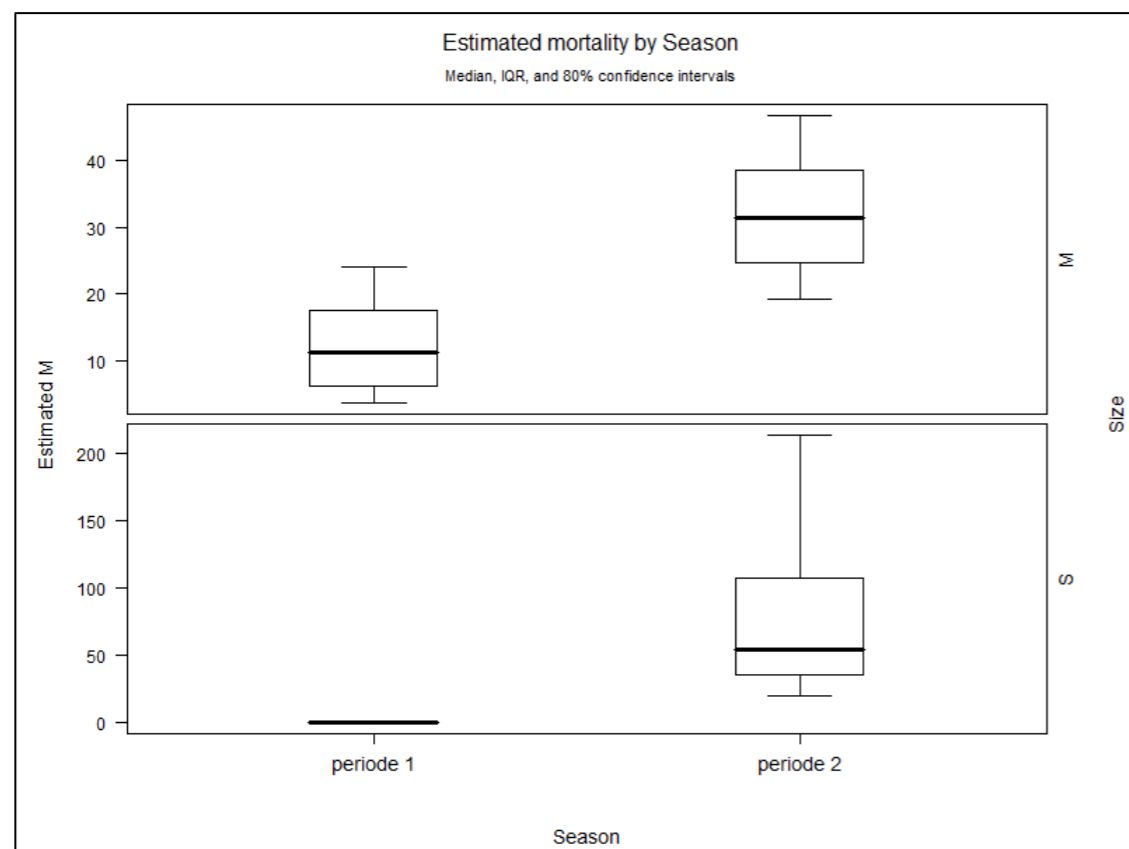 Estimated mortality by Season
Median, IQR, and 80% confidence intervals
Estimated M
40
30
20
10
M
200
150
100
50
0
S
Size
periode 1
periode 2
Season